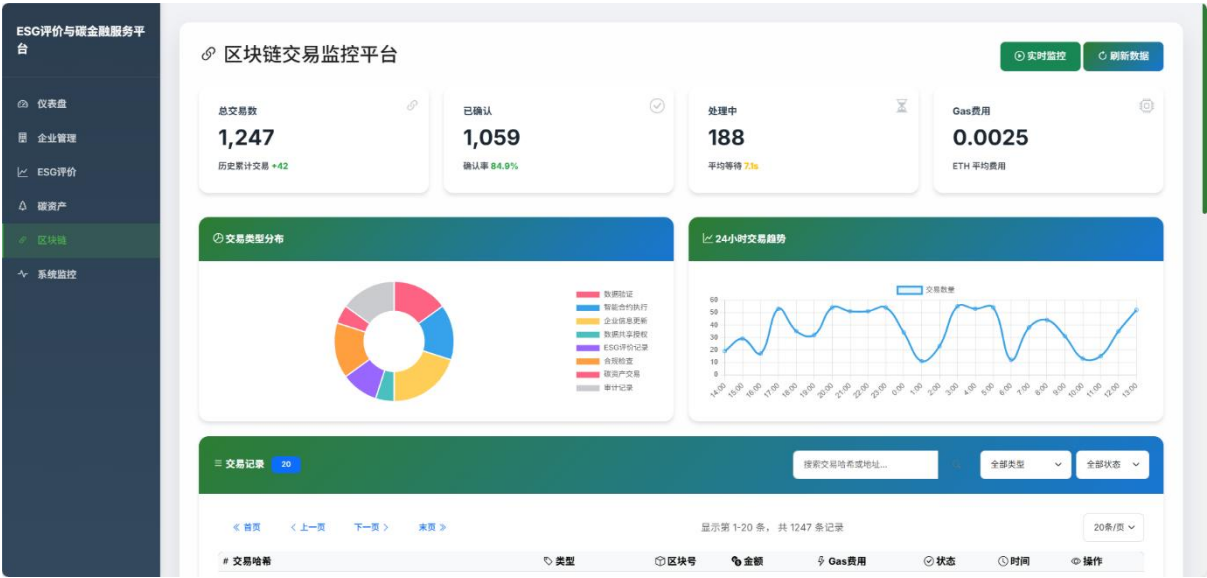 ESG评价与碳金融服务平
台
仪表盘
企业管理
ESG评价
碳资产
区块链
系统监控
区块链交易监控平台
实时监控
刷新数据
总交易数
1,247
历史累计交易 +42
已确认
1,059
确认率 84.9%
处理中
188
平均等待 7.1s
Gas费用
0.0025
ETH 平均费用
交易类型分布
数据验证
智能合约执行
企业信息更新
数据共享授权
ESG评价记录
合规检查
碳资产交易
审计记录
24小时交易趋势
交易数量
60
50
40
30
20
10
0
14:00 15:00 16:00 17:00 18:00 19:00 20:00 21:00 22:00 23:00 0:00 1:00 2:00 3:00 4:00 5:00 6:00 7:00 8:00 9:00 10:00 11:00 12:00 13:00
交易记录 20
搜索交易哈希或地址...
全部类型
全部状态
« 首页 ‹ 上一页 下一页 › 末页 »
显示第 1-20 条， 共 1247 条记录
20条/页
# 交易哈希 类型 区块号 金额 Gas费用 状态 时间 操作